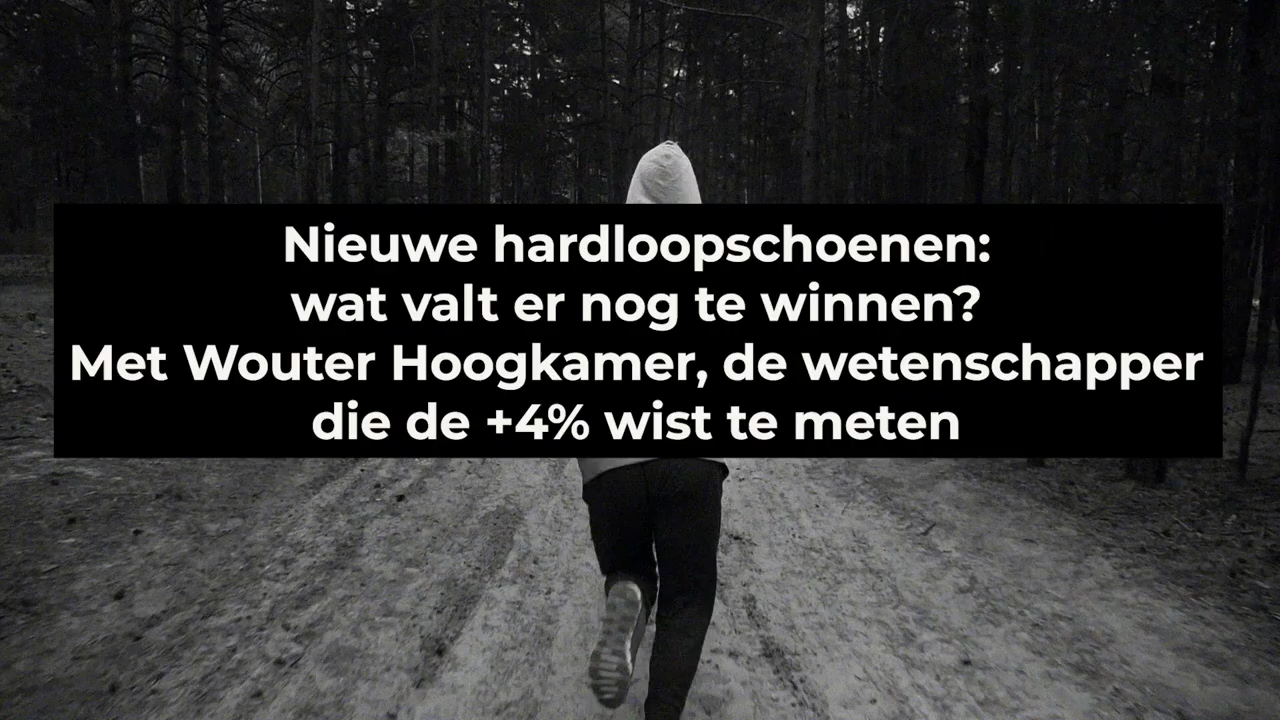 Nieuwe hardloopschoenen:
wat valt er nog te winnen?
Met Wouter Hoogkamer, de wetenschapper
die de +4% wist te meten